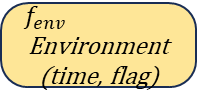 f_env
Environment
(time, flag)